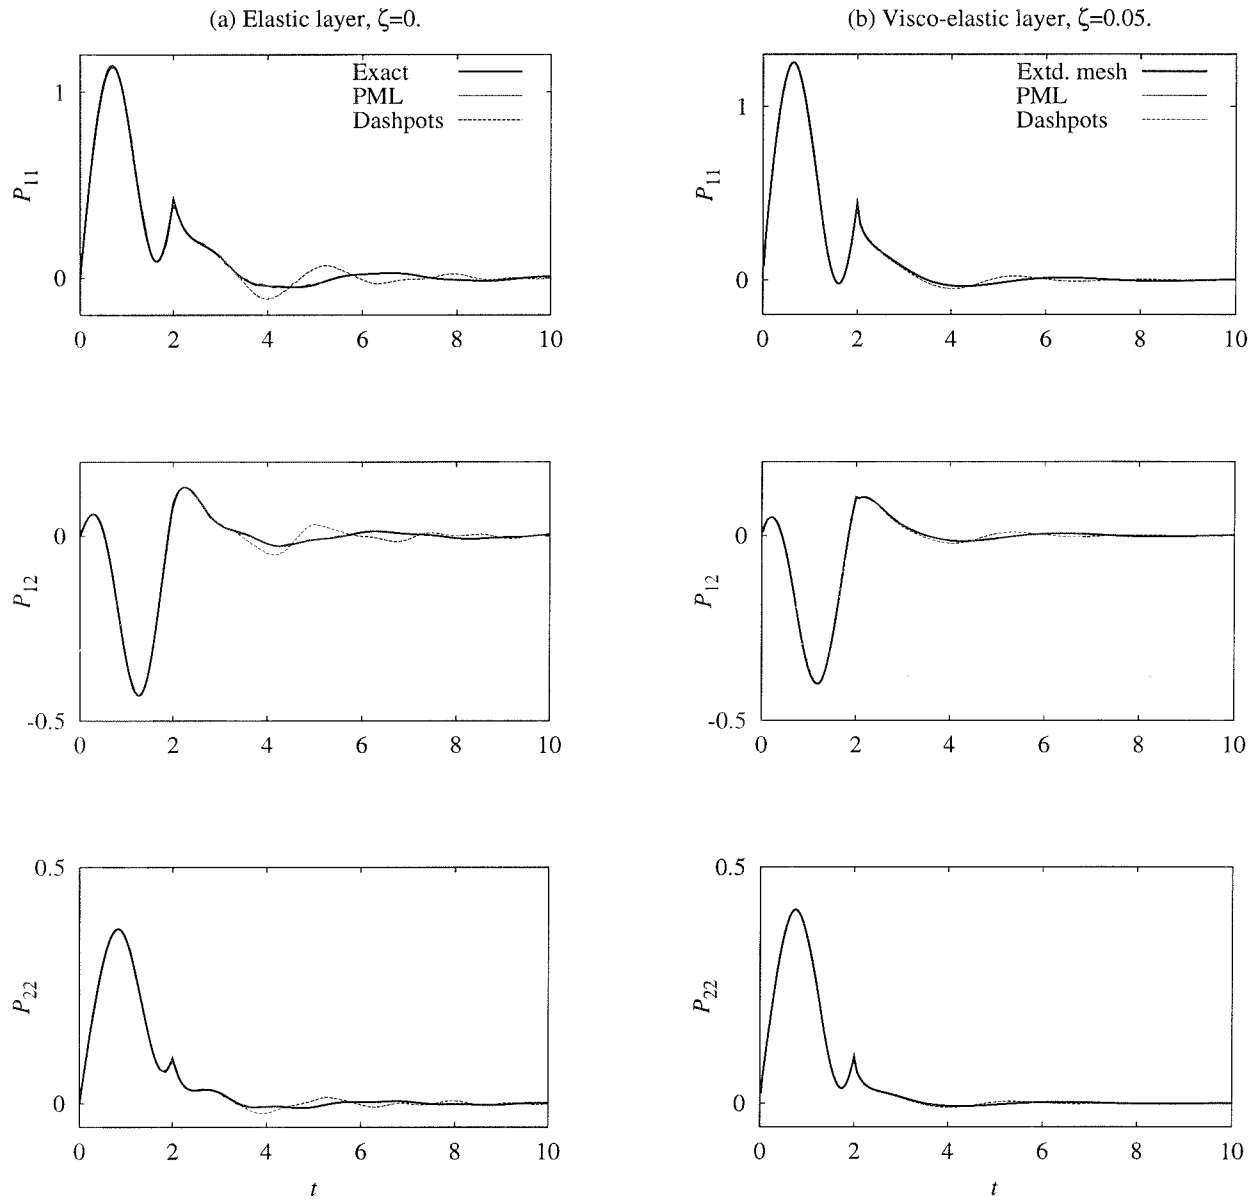 (a) Elastic layer, ζ=0.
Exact
PML
Dashpots
1
0
P11
0 2 4 6 8 10
(b) Visco-elastic layer, ζ=0.05.
Extd. mesh
PML
Dashpots
1
0
P11
0 2 4 6 8 10
0
-0.5
P12
0 2 4 6 8 10
0
-0.5
P12
0 2 4 6 8 10
0.5
0
P22
0 2 4 6 8 10
t
0.5
0
P22
0 2 4 6 8 10
t